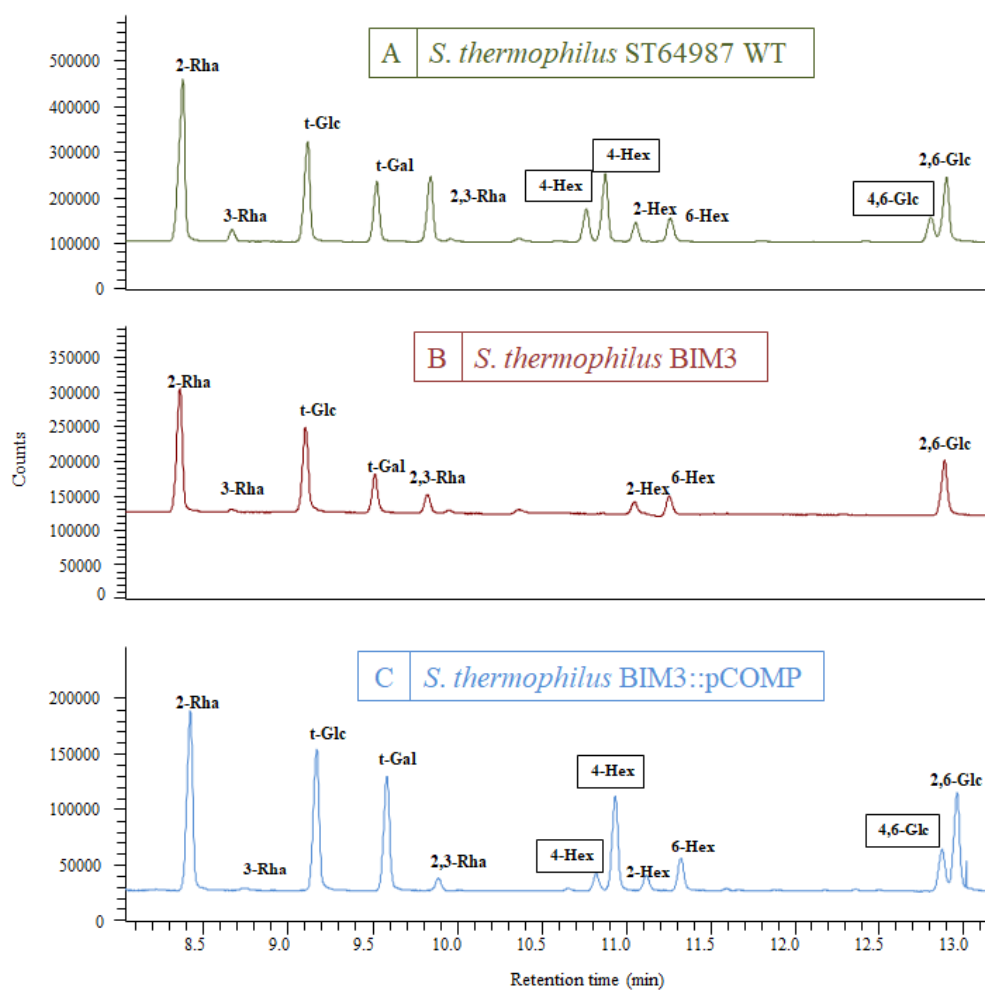 A S. thermophilus ST64987 WT
500000
400000
300000
200000
100000
0
2-Rha
3-Rha
t-Glc
t-Gal
2,3-Rha
4-Hex
4-Hex
2-Hex
6-Hex
4,6-Glc
2,6-Glc
B S. thermophilus BIM3
350000
300000
250000
200000
150000
100000
50000
0
2-Rha
3-Rha
t-Glc
t-Gal
2,3-Rha
2-Hex
6-Hex
2,6-Glc
Counts
C S. thermophilus BIM3::pCOMP
200000
150000
100000
50000
0
2-Rha
3-Rha
t-Glc
t-Gal
2,3-Rha
4-Hex
4-Hex
2-Hex
6-Hex
4,6-Glc
2,6-Glc
8.5 9.0 9.5 10.0 10.5 11.0 11.5 12.0 12.5 13.0
Retention time (min)